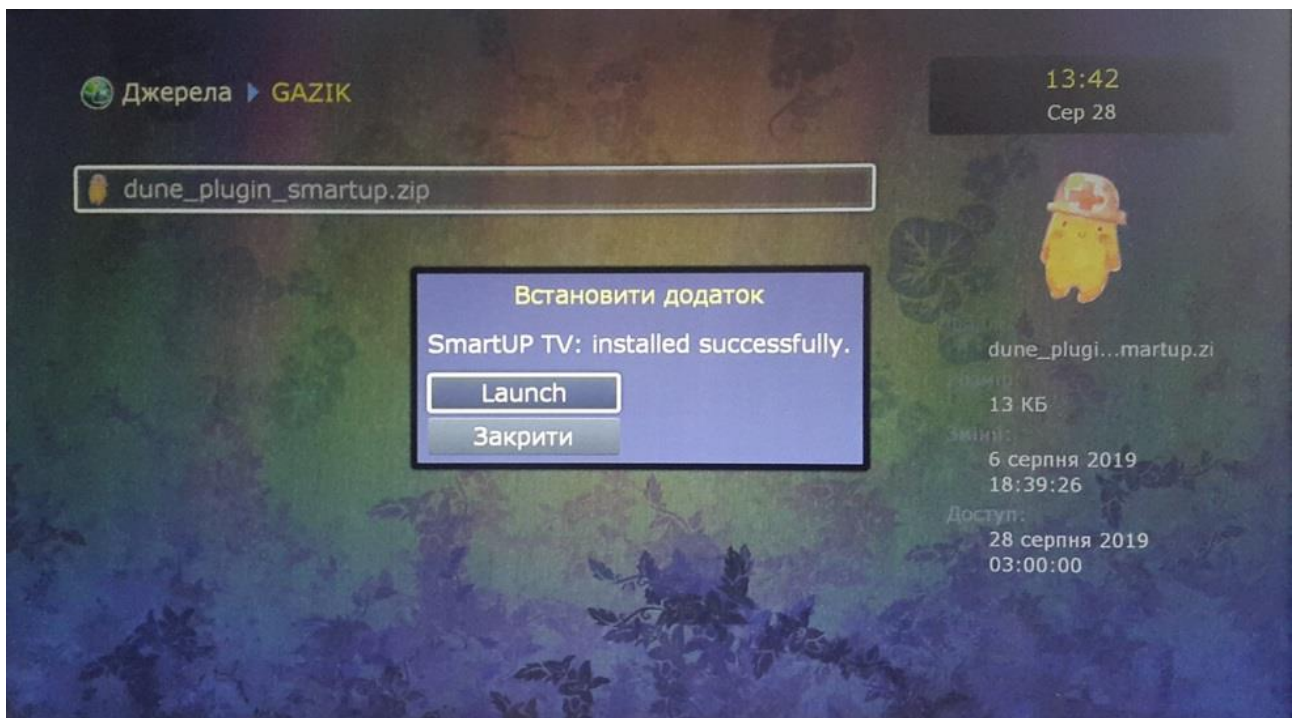 Джерела GAZIK
13:42
Сер 28
dune_plugin_smartup.zip
Встановити додаток
SmartUP TV: installed successfully.
Launch
Закрити
dune_plugi...martup.zi
13 КБ
6 серпня 2019
18:39:26
Доступ:
28 серпня 2019
03:00:00